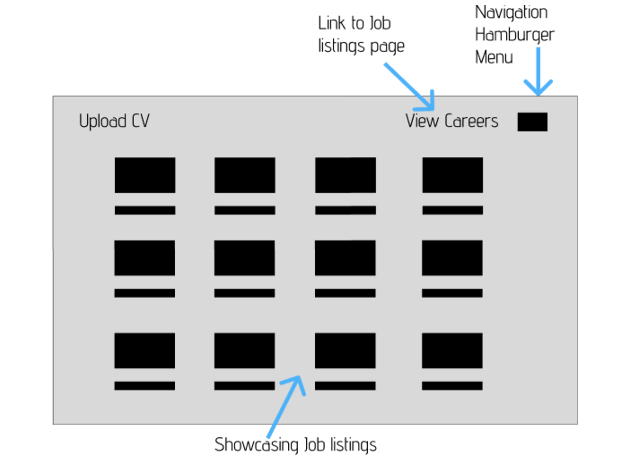 Link to Job
listings page
Navigation
Hamburger
Menu
Upload CV
View Careers
Showcasing Job listings